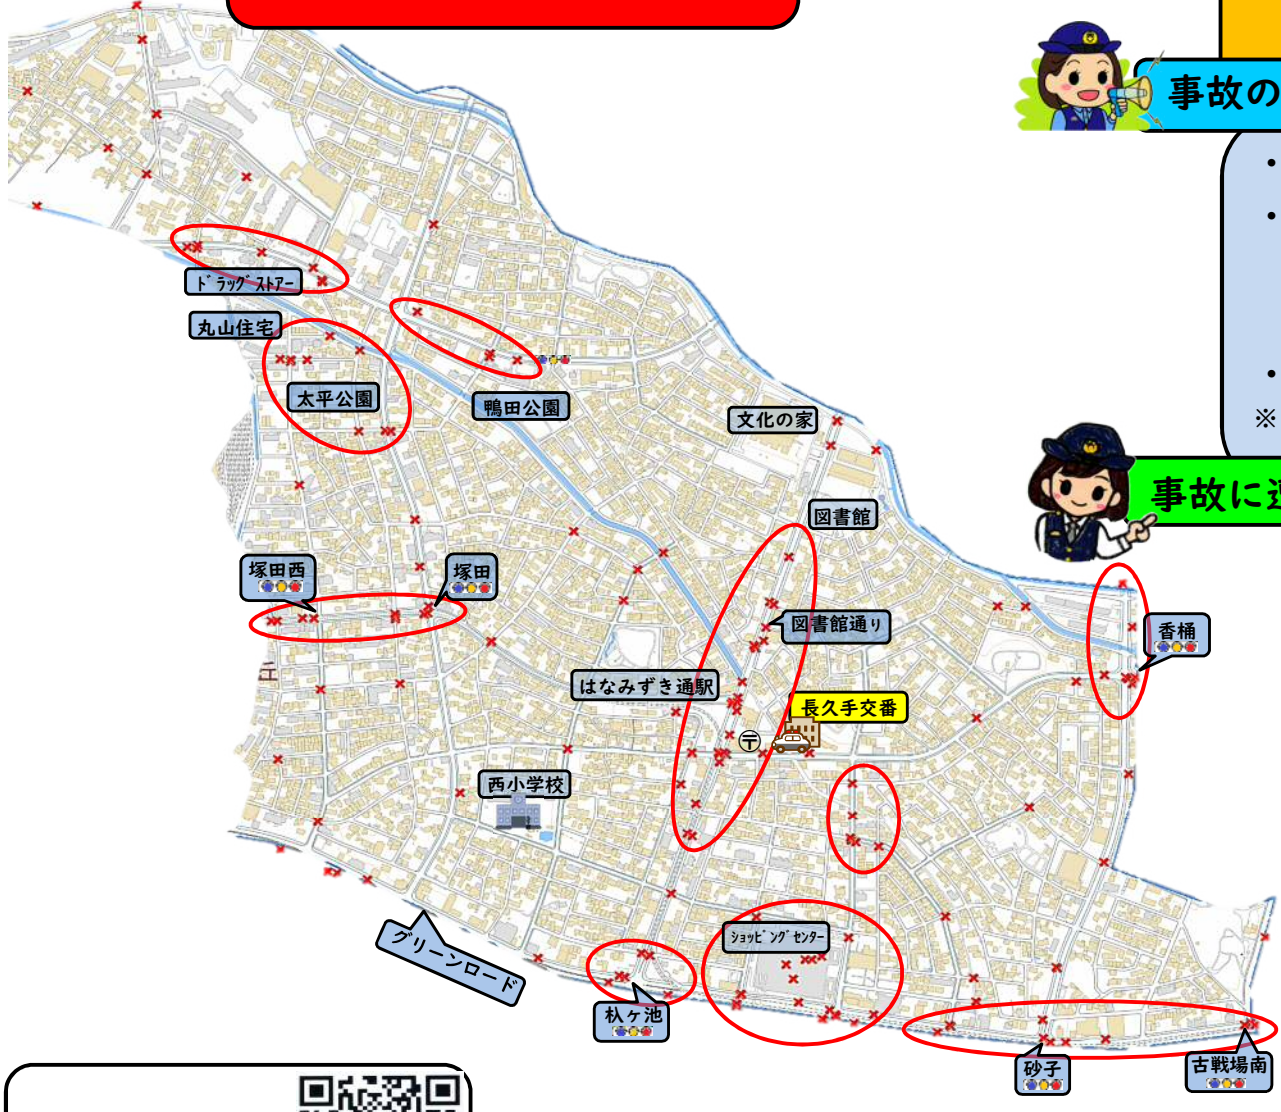 事故の
・
・
・
※
事故に
ドラッグストアー
丸山住宅
太平公園
鴨田公園
文化の家
図書館
塚田西
塚田
図書館通り
香桶
はなみずき通駅
長久手交番
〒
西小学校
グリーンロード
ショッピングセンター
杁ヶ池
砂子
古戦場南